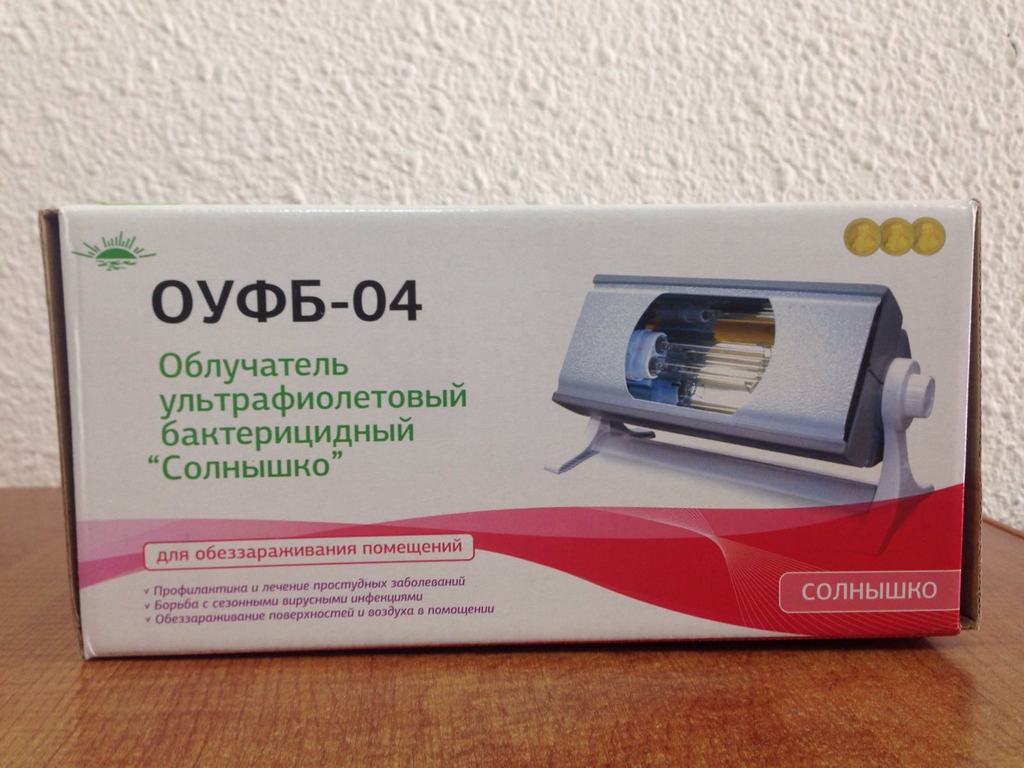 ОУФБ-04
Облучатель
ультрафиолетовый
бактерицидный
“Солнышко”
для обеззараживания помещений
Профилактика и лечение простудных заболеваний
Борьба с сезонными вирусными инфекциями
Обеззараживание поверхностей и воздуха в помещении
СОЛНЫШКО